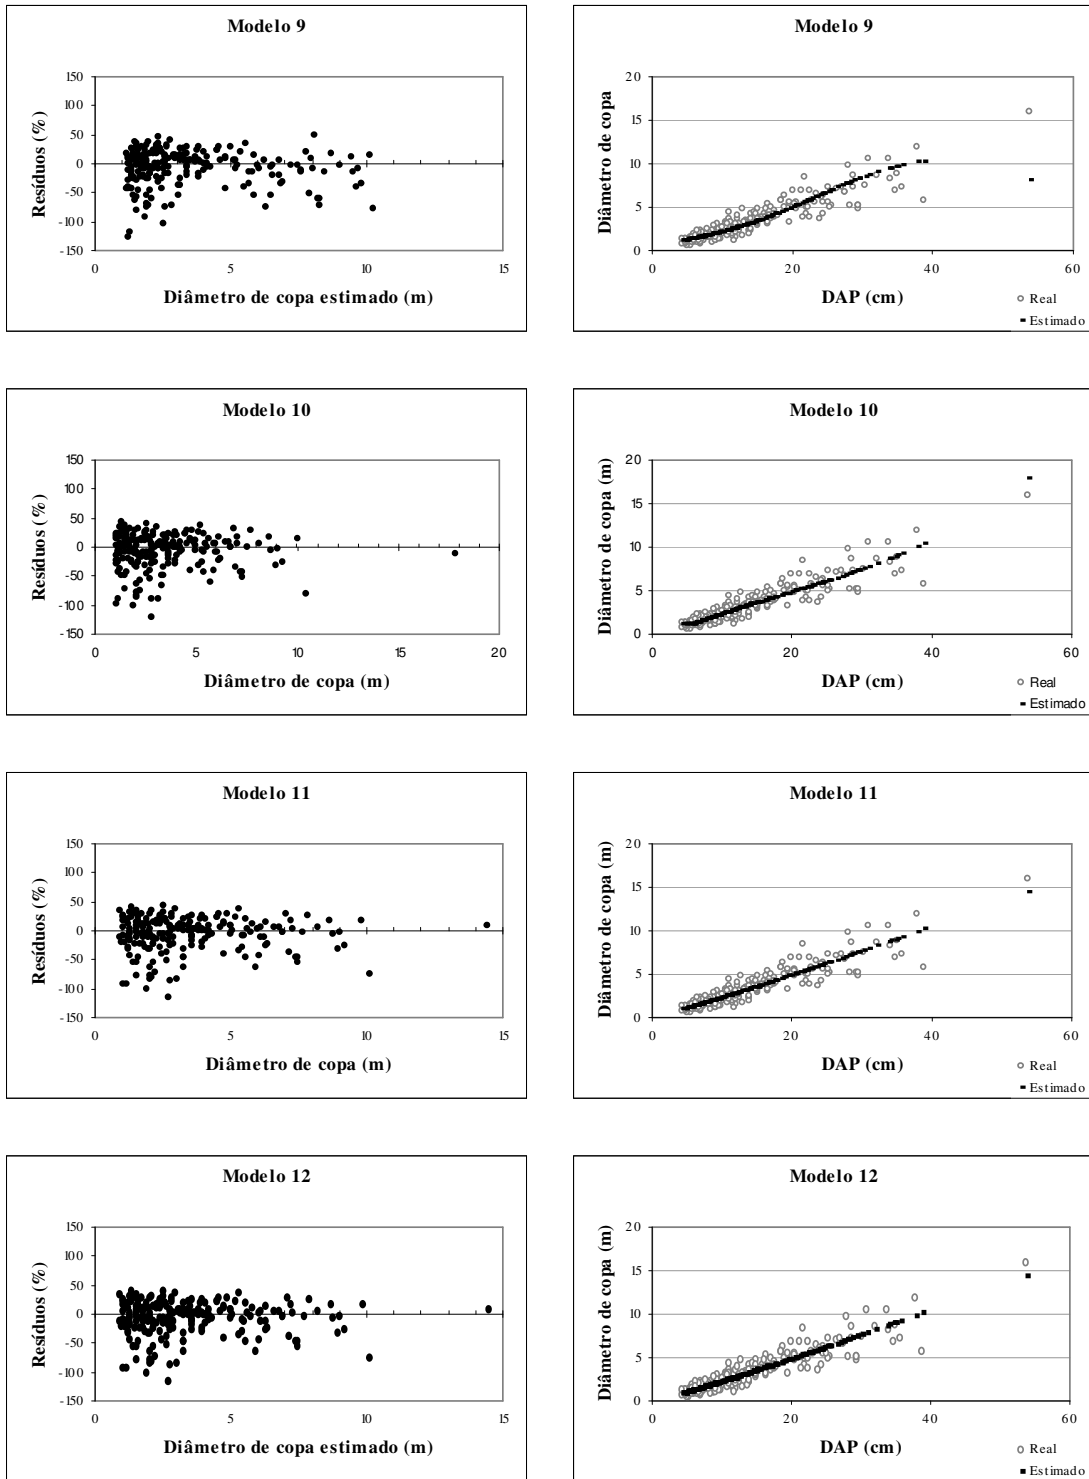 Modelo 9
150
100
50
0
-50
-100
-150
Resíduos (%)
0 5 10 15
Diâmetro de copa estimado (m)
Modelo 9
20
15
10
5
0
Diâmetro de copa
0 20 40 60
DAP (cm)
Real
Estimado
Modelo 10
150
100
50
0
-50
-100
-150
Resíduos (%)
0 5 10 15 20
Diâmetro de copa (m)
Modelo 10
20
15
10
5
0
Diâmetro de copa (m)
0 20 40 60
DAP (cm)
Real
Estimado
Modelo 11
150
100
50
0
-50
-100
-150
Resíduos (%)
0 5 10 15
Diâmetro de copa (m)
Modelo 11
20
15
10
5
0
Diâmetro de copa (m)
0 20 40 60
DAP (cm)
Real
Estimado
Modelo 12
150
100
50
0
-50
-100
-150
Resíduos (%)
0 5 10 15
Diâmetro de copa estimado (m)
Modelo 12
20
15
10
5
0
Diâmetro de copa (m)
0 20 40 60
DAP (cm)
Real
Estimado